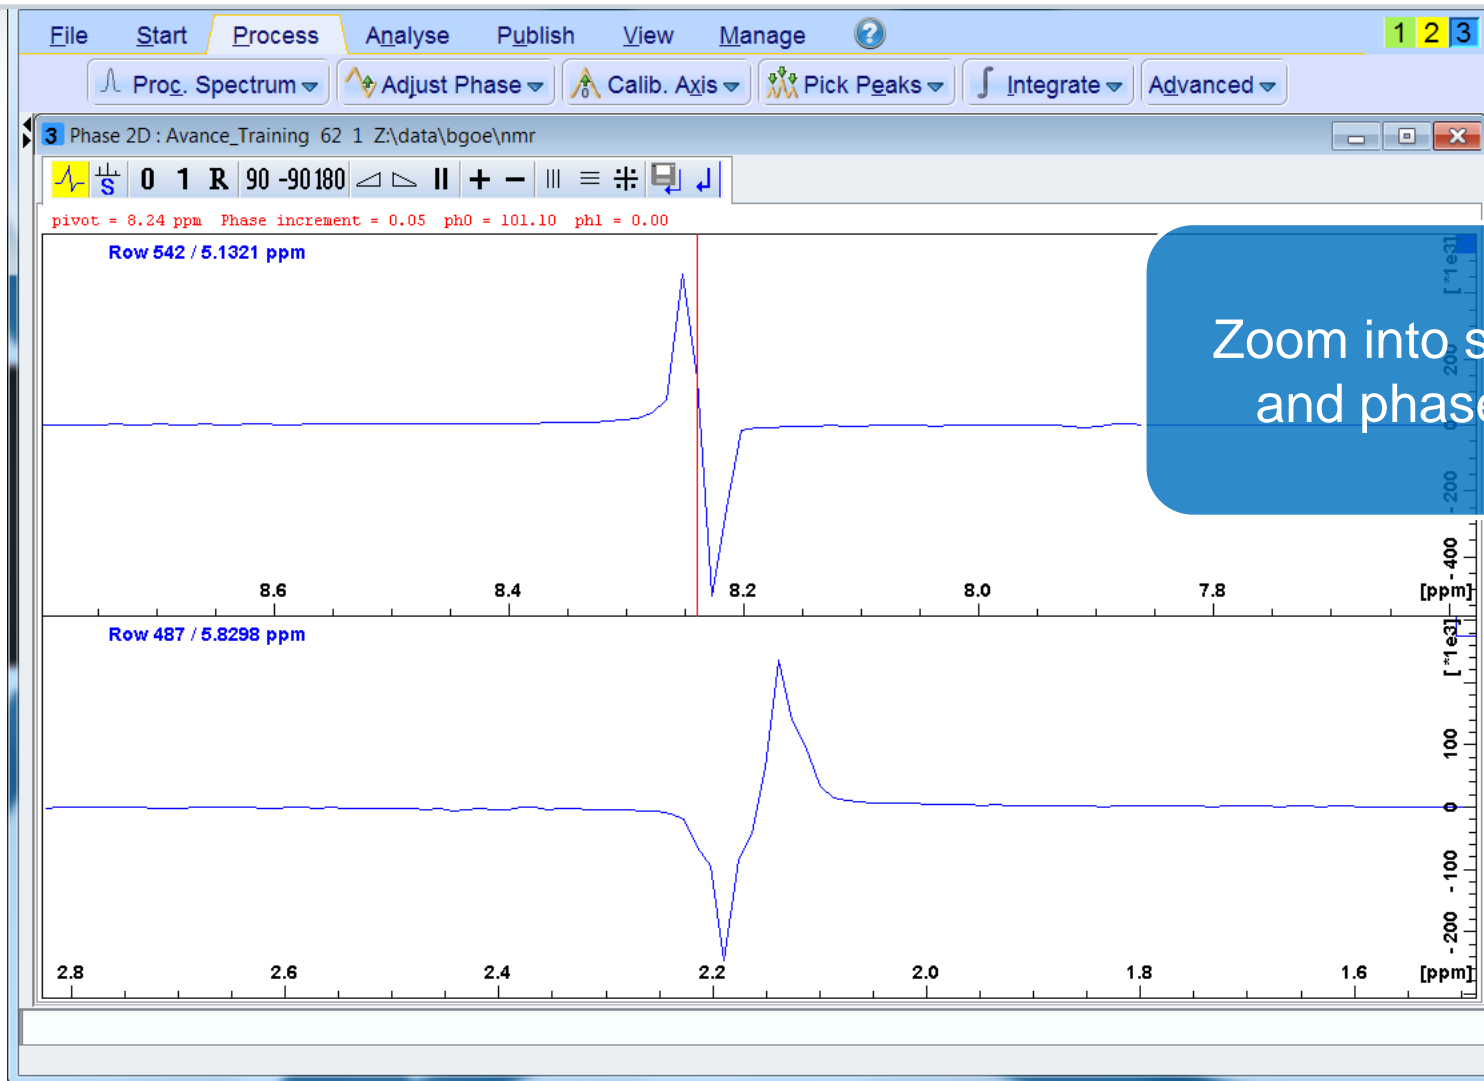 File Start Process Analyse Publish View Manage ? 1 2 3
Proc. Spectrum Adjust Phase Calib. Axis Pick Peaks Integrate Advanced
3 Phase 2D : Avance_Training 62 1 Z:\data\bgoe\nmr
S 0 1 R 90 -90 180
pivot = 8.24 ppm Phase increment = 0.05 ph0 = 101.10 ph1 = 0.00
Row 542 / 5.1321 ppm
[ *1e3]
200
0
-200
-400
Zoom into s
and phase
8.6 8.4 8.2 8.0 7.8 [ppm]
Row 487 / 5.8298 ppm
[ *1e3]
100
0
-100
-200
2.8 2.6 2.4 2.2 2.0 1.8 1.6 [ppm]